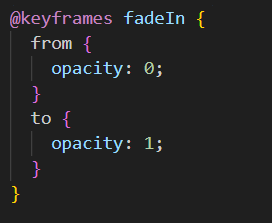 @keyframes fadeIn {
  from {
    opacity: 0;
  }
  to {
    opacity: 1;
  }
}